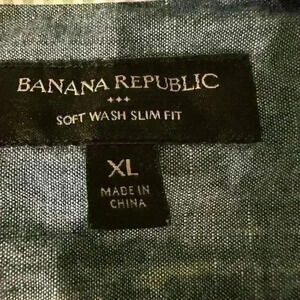 BANANA REPUBLIC
SOFT WASH SLIM FIT
XL
MADE IN
CHINA